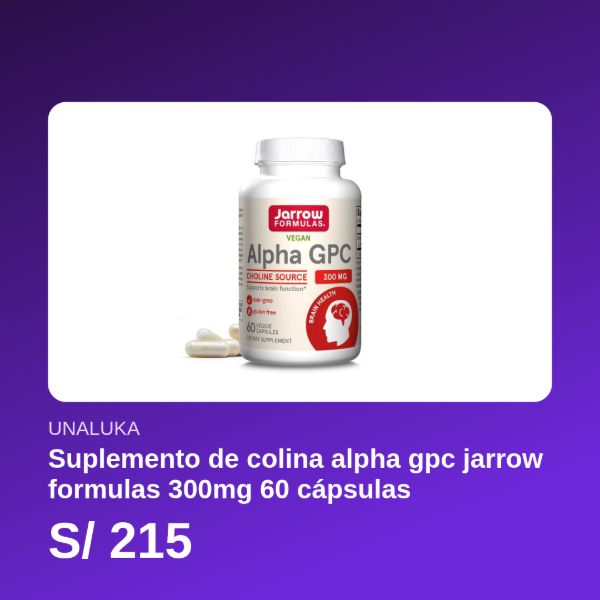 Jarrow
FORMULAS®
VEGAN
Alpha GPC
CHOLINE SOURCE 300 MG
Supports brain function*
non-gmo
gluten free
BRAIN HEALTH
60 VEGGIE
CAPSULES
DIETARY SUPPLEMENT
UNALUKA
Suplemento de colina alpha gpc jarrow
formulas 300mg 60 cápsulas
S/ 215